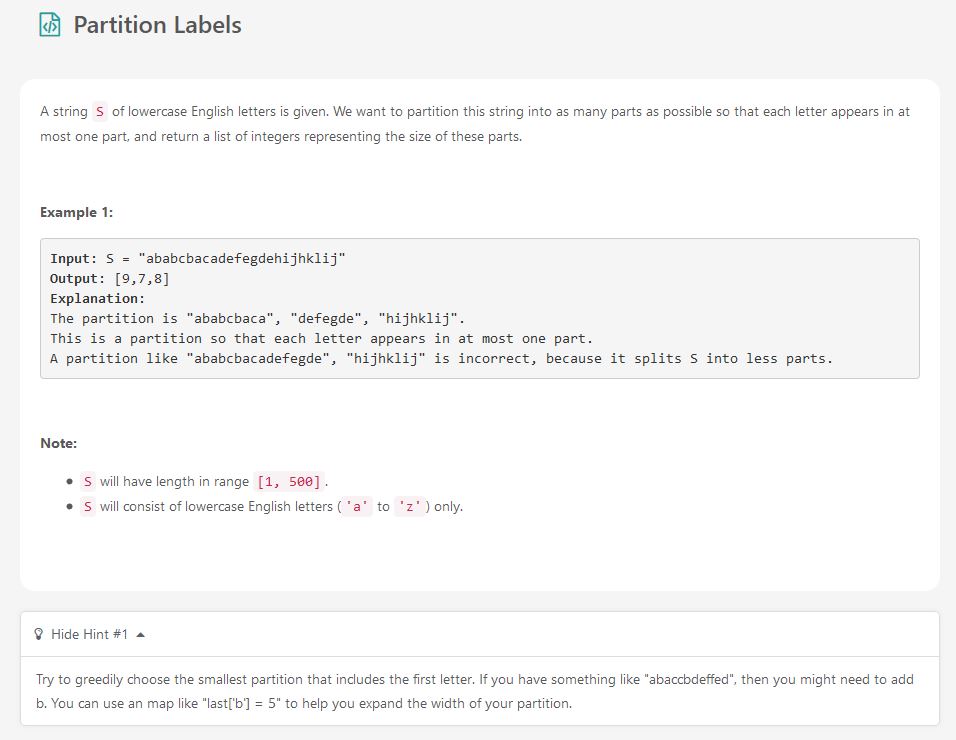 Partition Labels
A string S of lowercase English letters is given. We want to partition this string into as many parts as possible so that each letter appears in at
most one part, and return a list of integers representing the size of these parts.
Example 1:
Input: S = "ababcbacadefegdehijhklij"
Output: [9,7,8]
Explanation:
The partition is "ababcbaca", "defegde", "hijhklij".
This is a partition so that each letter appears in at most one part.
A partition like "ababcbacadefegde", "hijhklij" is incorrect, because it splits S into less parts.
Note:
• S will have length in range [1, 500].
• S will consist of lowercase English letters ('a' to 'z') only.
Hide Hint #1
Try to greedily choose the smallest partition that includes the first letter. If you have something like "abaccbdeffed", then you might need to add
b. You can use an map like "last['b'] = 5" to help you expand the width of your partition.